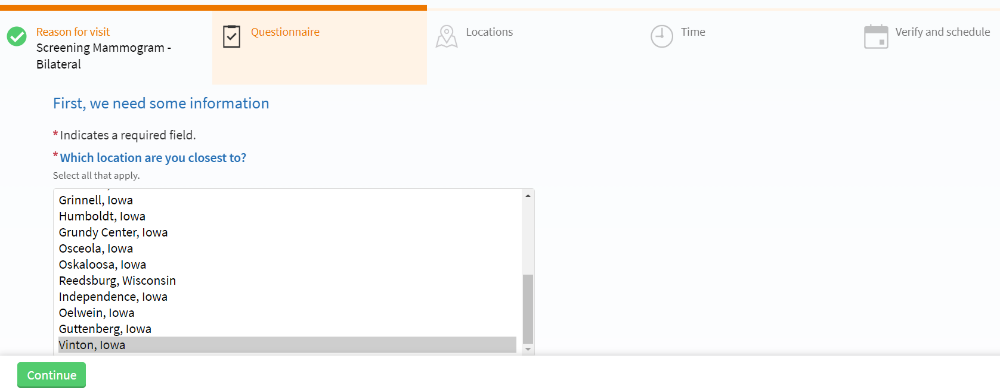 Reason for visit
Screening Mammogram -
Bilateral
Questionnaire
Locations
Time
Verify and schedule
First, we need some information
*Indicates a required field.
*Which location are you closest to?
Select all that apply.
Grinnell, Iowa
Humboldt, Iowa
Grundy Center, Iowa
Osceola, Iowa
Oskaloosa, Iowa
Reedsburg, Wisconsin
Independence, Iowa
Oelwein, Iowa
Guttenberg, Iowa
Vinton, Iowa
Continue